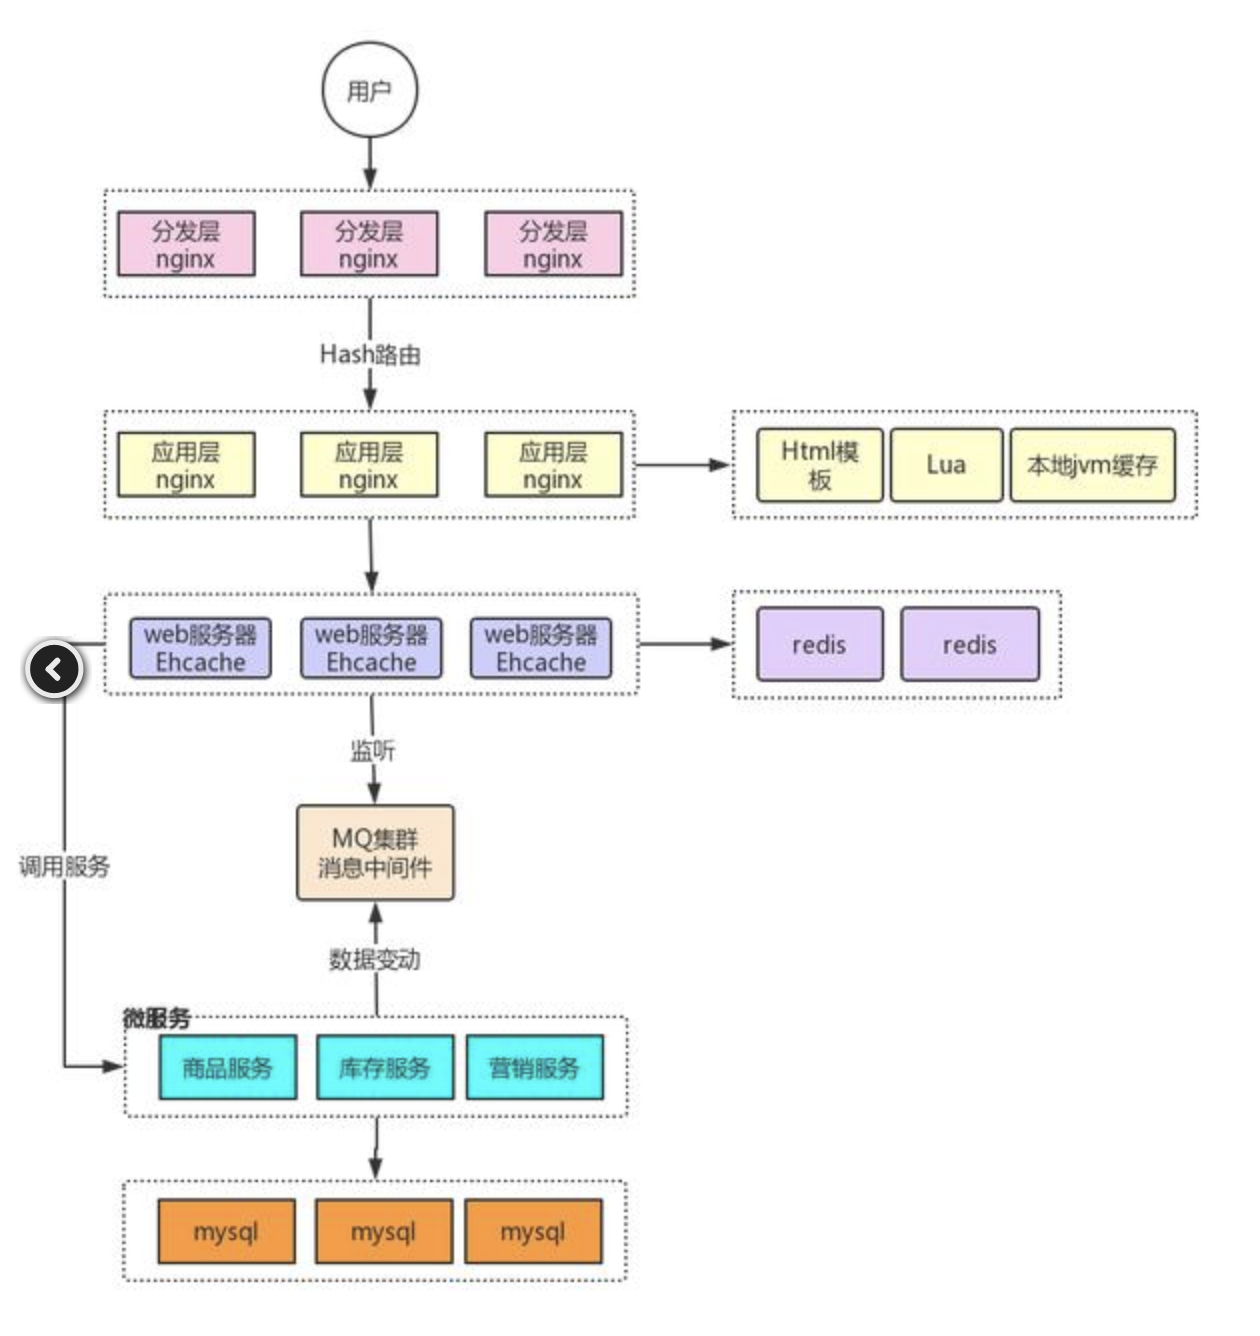 用户
分发层
nginx
分发层
nginx
分发层
nginx
Hash路由
应用层
nginx
应用层
nginx
应用层
nginx
Html模
板
Lua
本地jvm缓存
web服务器
Ehcache
web服务器
Ehcache
web服务器
Ehcache
redis
redis
监听
MQ集群
消息中间件
调用服务
数据变动
微服务
商品服务
库存服务
营销服务
mysql
mysql
mysql